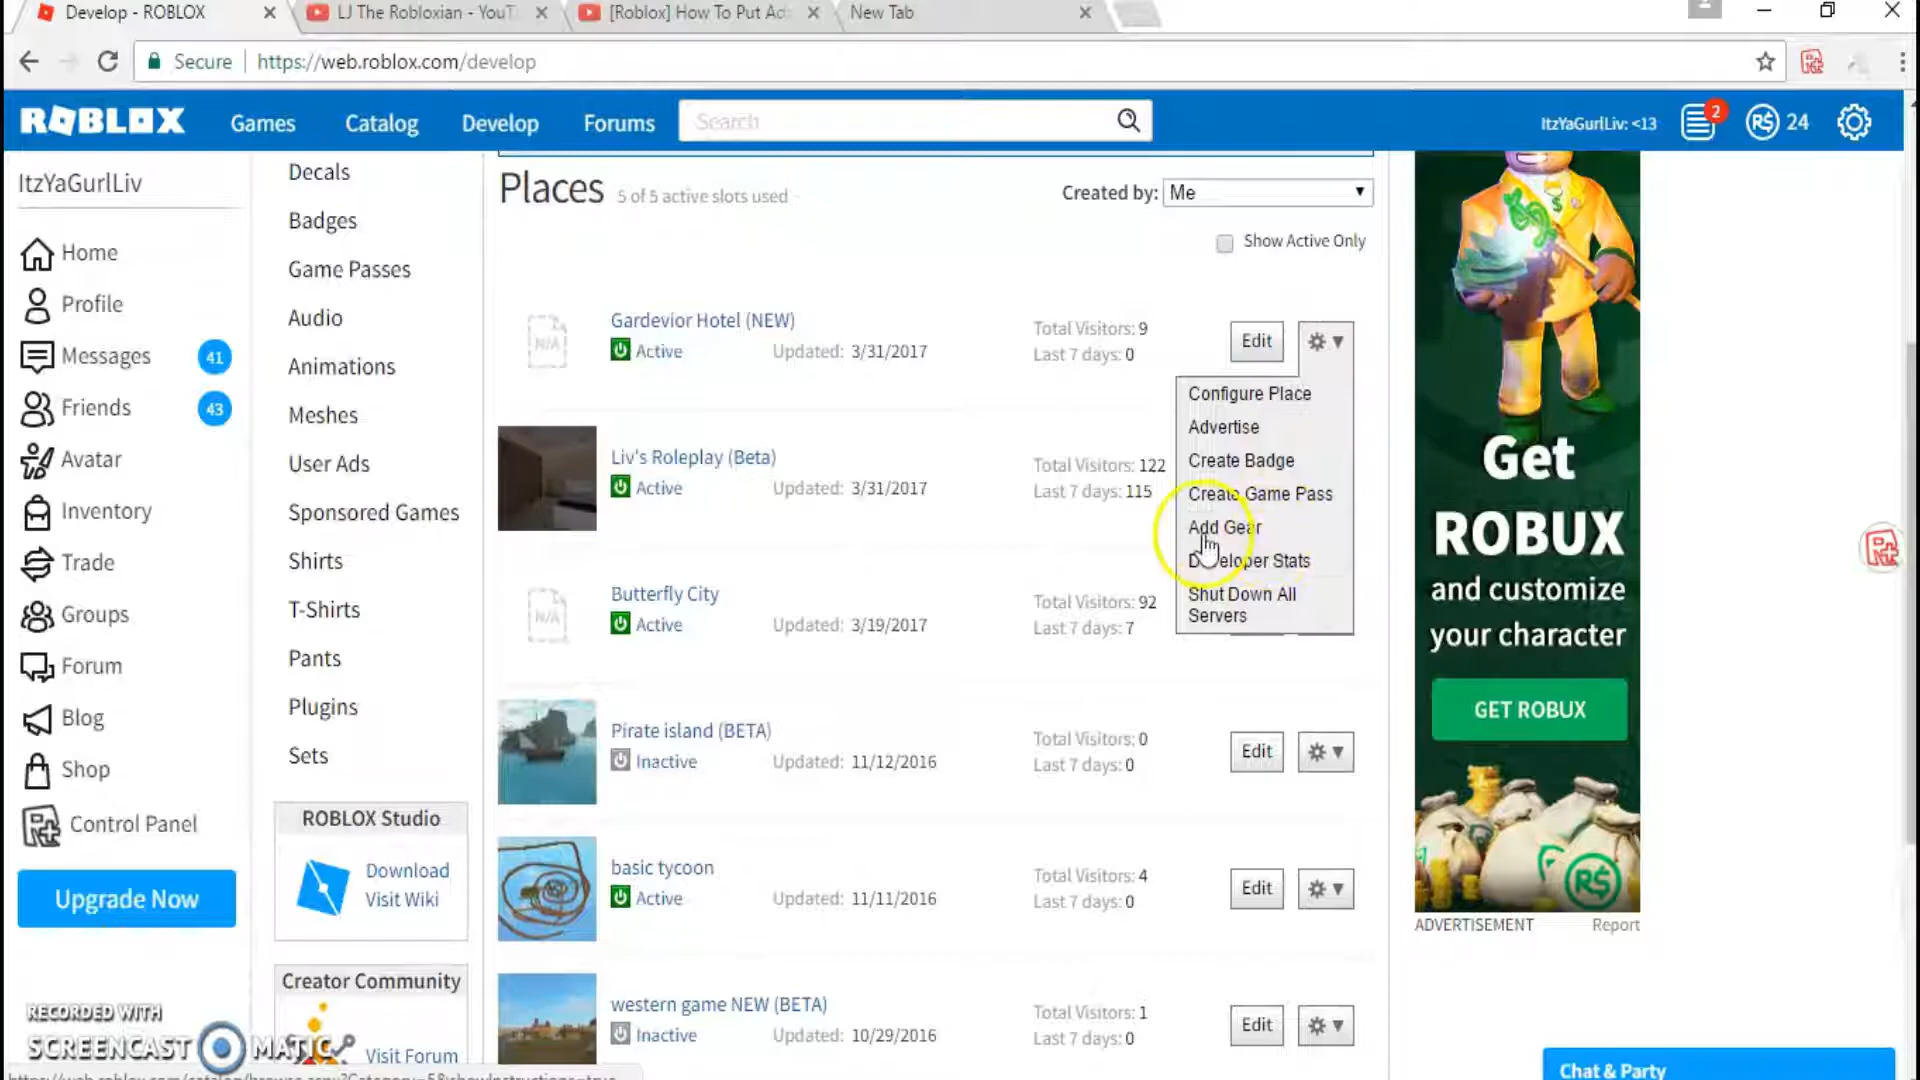 Develop - ROBLOX
LJ The Robloxian - YouT
[Roblox] How To Put Ad
New Tab
Secure
https://web.roblox.com/develop
ROBLOX
Games
Catalog
Develop
Forums
Search
ItzYaGurlLiv: <13
2
R$ 24
ItzYaGurlLiv
Home
Profile
Messages 41
Friends 43
Avatar
Inventory
Trade
Groups
Forum
Blog
Shop
Control Panel
Upgrade Now
Decals
Badges
Game Passes
Audio
Animations
Meshes
User Ads
Sponsored Games
Shirts
T-Shirts
Pants
Plugins
Sets
ROBLOX Studio
Download
Visit Wiki
Creator Community
Visit Forum
Places 5 of 5 active slots used
Created by: Me
Show Active Only
N/A
Gardevior Hotel (NEW)
Active Updated: 3/31/2017
Total Visitors: 9
Last 7 days: 0
Edit
Configure Place
Advertise
Create Badge
Create Game Pass
Add Gear
Developer Stats
Shut Down All
Servers
Liv's Roleplay (Beta)
Active Updated: 3/31/2017
Total Visitors: 122
Last 7 days: 115
N/A
Butterfly City
Active Updated: 3/19/2017
Total Visitors: 92
Last 7 days: 7
Pirate island (BETA)
Inactive Updated: 11/12/2016
Total Visitors: 0
Last 7 days: 0
Edit
basic tycoon
Active Updated: 11/11/2016
Total Visitors: 4
Last 7 days: 0
Edit
western game NEW (BETA)
Inactive Updated: 10/29/2016
Total Visitors: 1
Last 7 days: 0
Edit
Get
ROBUX
and customize
your character
GET ROBUX
R$
ADVERTISEMENT Report
Chat & Party
RECORDED WITH
SCREENCAST MATIC